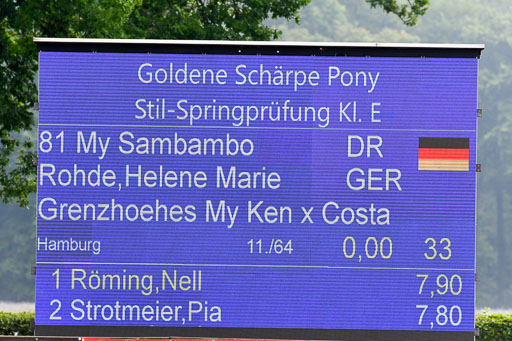 Goldene Schärpe Pony
Stil-Springprüfung Kl. E
81 My Sambambo DR
Rohde,Helene Marie GER
Grenzhoehes My Ken x Costa
Hamburg 11./64 0,00 33
1 Röming,Nell 7,90
2 Strotmeier,Pia 7,80